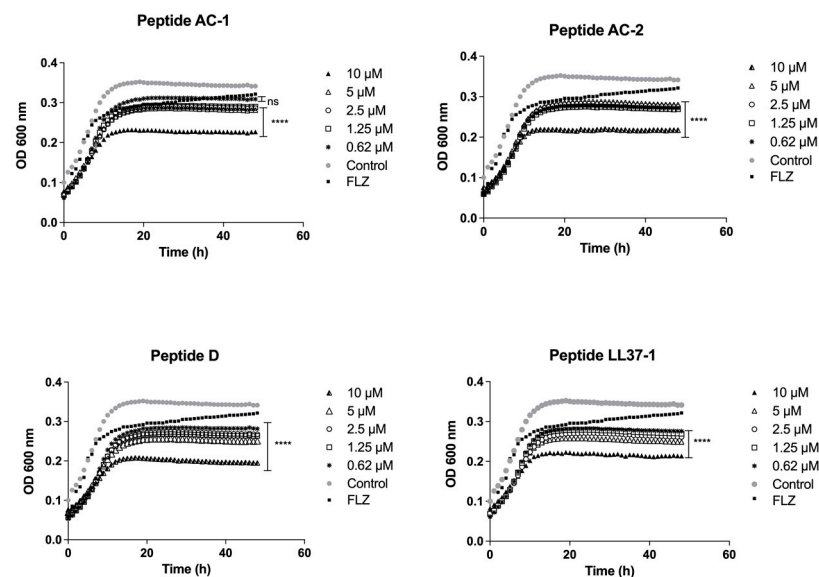 Peptide AC-1
OD 600 nm
0.4
0.3
0.2
0.1
0.0
0
20
40
60
Time (h)
ns
****
10 µM
5 µM
2.5 µM
1.25 µM
0.62 µM
Control
FLZ
Peptide AC-2
OD 600 nm
0.4
0.3
0.2
0.1
0.0
0
20
40
60
Time (h)
****
10 µM
5 µM
2.5 µM
1.25 µM
0.62 µM
Control
FLZ
Peptide D
OD 600 nm
0.4
0.3
0.2
0.1
0.0
0
20
40
60
Time (h)
****
10 µM
5 µM
2.5 µM
1.25 µM
0.62 µM
Control
FLZ
Peptide LL37-1
OD 600 nm
0.4
0.3
0.2
0.1
0.0
0
20
40
60
Time (h)
****
10 µM
5 µM
2.5 µM
1.25 µM
0.62 µM
Control
FLZ